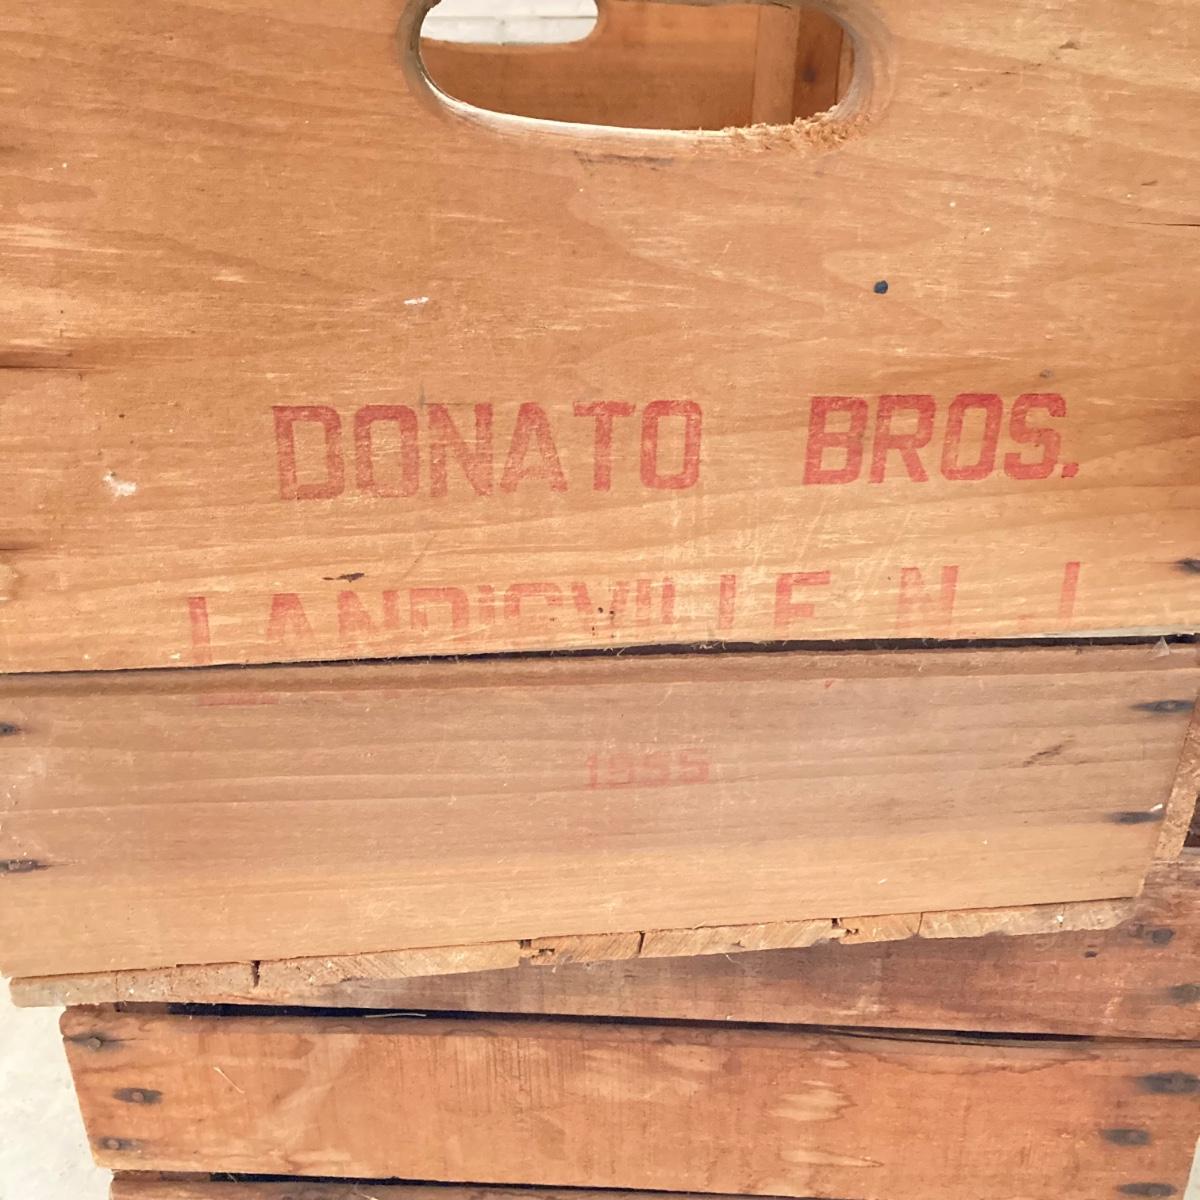 DONATO BROS.
LANDISVILLE N. J
1955